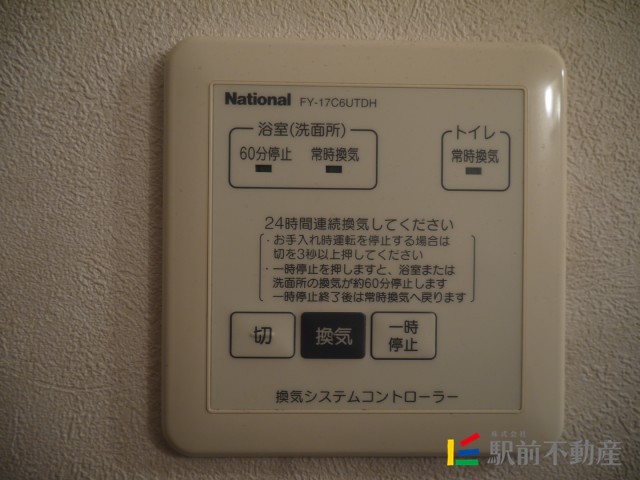 National FY-17C6UTDH
浴室(洗面所)
60分停止 常時換気
トイレ
常時換気
24時間連続換気してください
・お手入れ時運転を停止する場合は
切を3秒以上押してください
・一時停止を押しますと、浴室または
洗面所の換気が約60分停止します
一時停止終了後は常時換気へ戻ります
切
換気
一時
停止
換気システムコントローラー
株式会社
駅前不動産